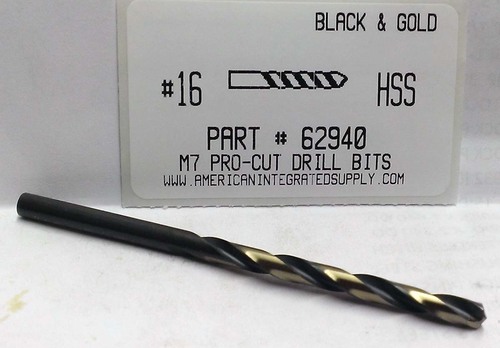 BLACK & GOLD
#16 HSS
PART # 62940
M7 PRO-CUT DRILL BITS
WWW.AMERICANINTEGRATEDSUPPLY.COM